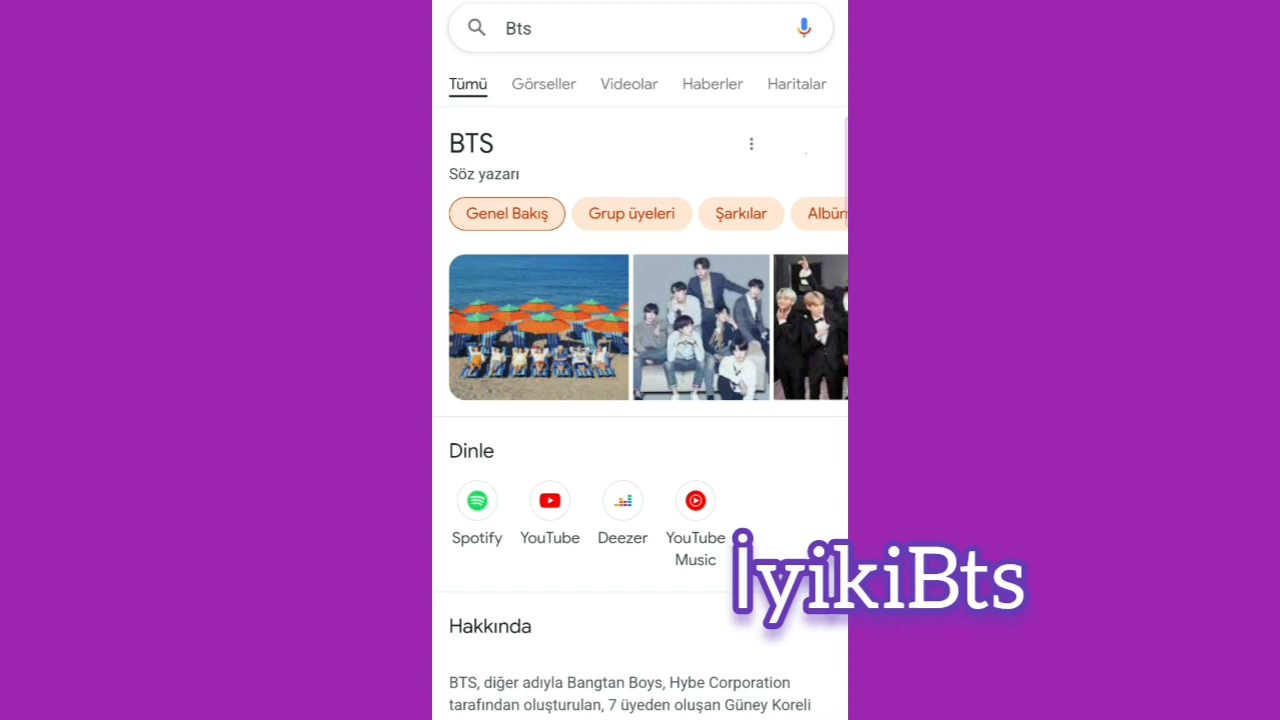 Bts
Tümü Görseller Videolar Haberler Haritalar
BTS
Söz yazarı
Genel Bakış Grup üyeleri Şarkılar Albüm
Dinle
Spotify YouTube Deezer YouTube
Music
İyikiBts
Hakkında
BTS, diğer adıyla Bangtan Boys, Hybe Corporation
tarafından oluşturulan, 7 üyeden oluşan Güney Koreli